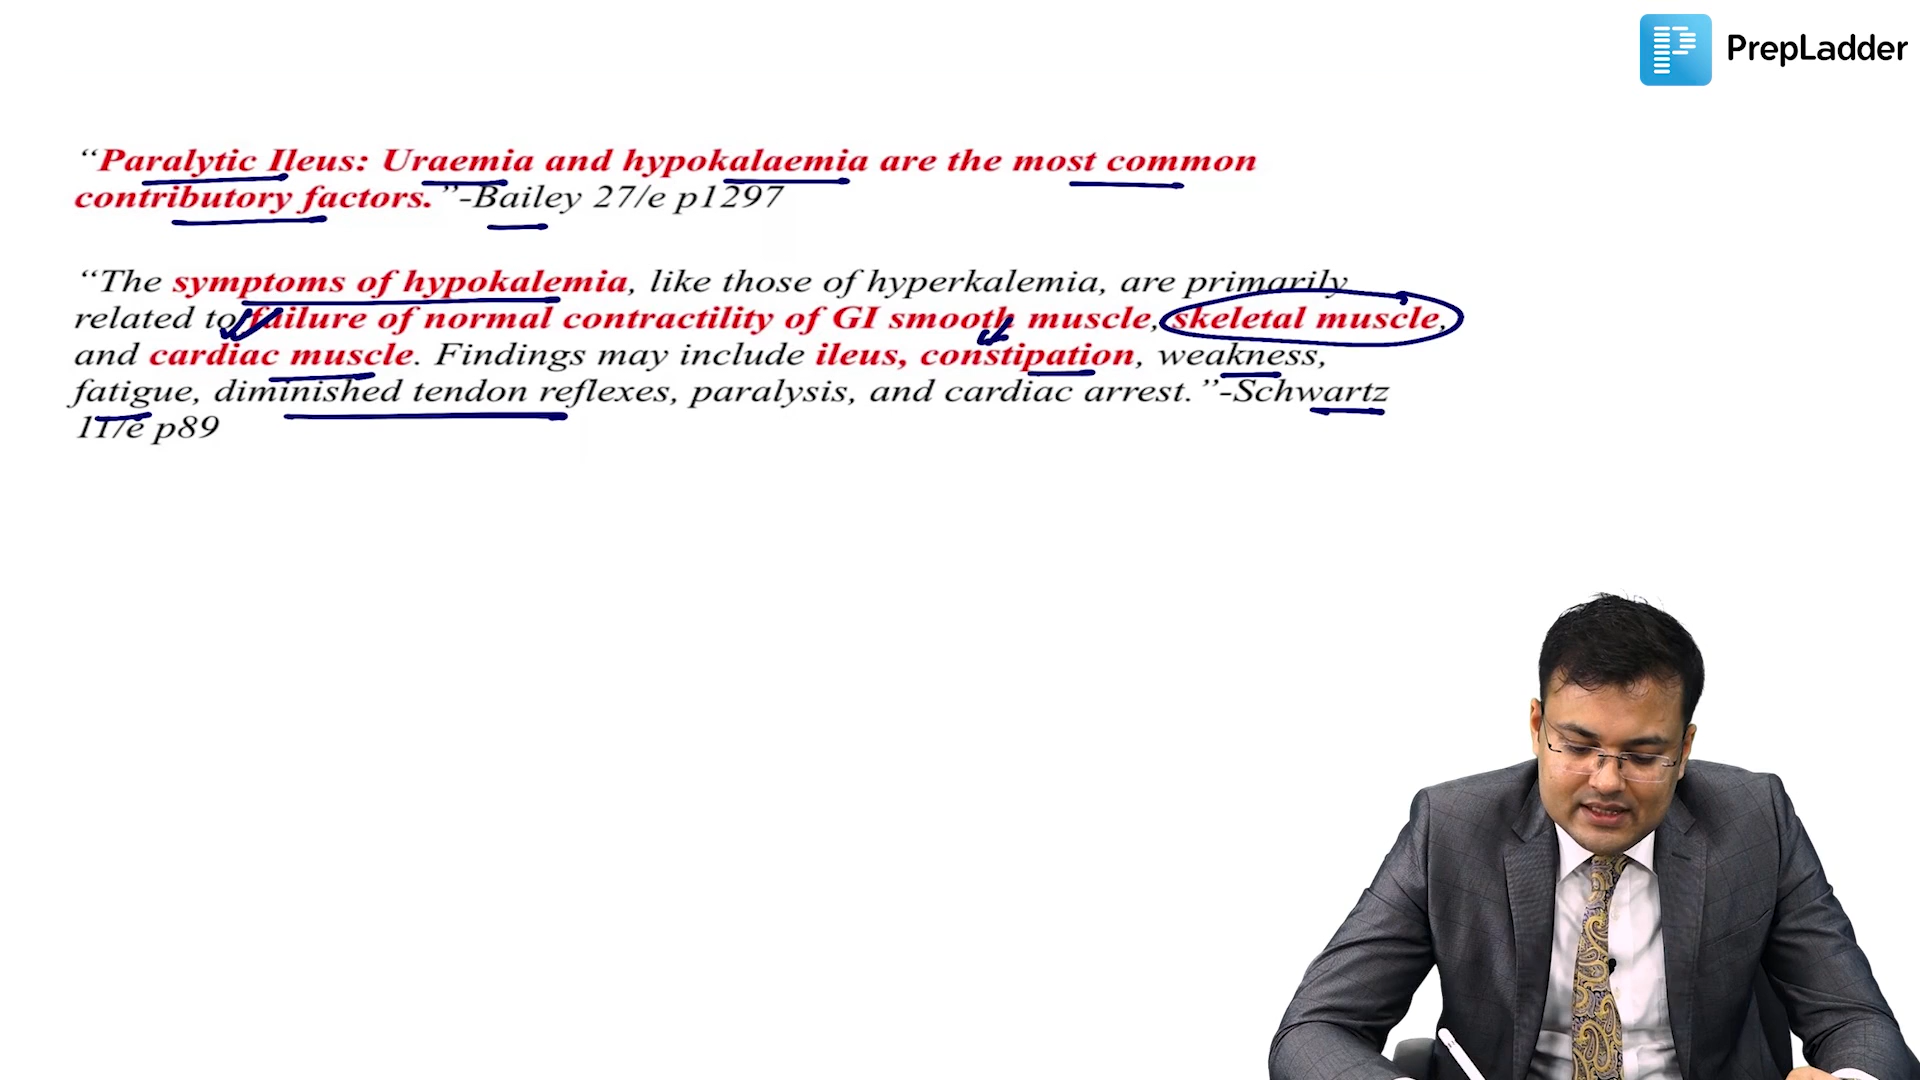 PrepLadder
“Paralytic Ileus: Uraemia and hypokalaemia are the most common
contributory factors.”-Bailey 27/e p1297
“The symptoms of hypokalemia, like those of hyperkalemia, are primarily
related to failure of normal contractility of GI smooth muscle, skeletal muscle,
and cardiac muscle. Findings may include ileus, constipation, weakness,
fatigue, diminished tendon reflexes, paralysis, and cardiac arrest.”-Schwartz
11/e p89